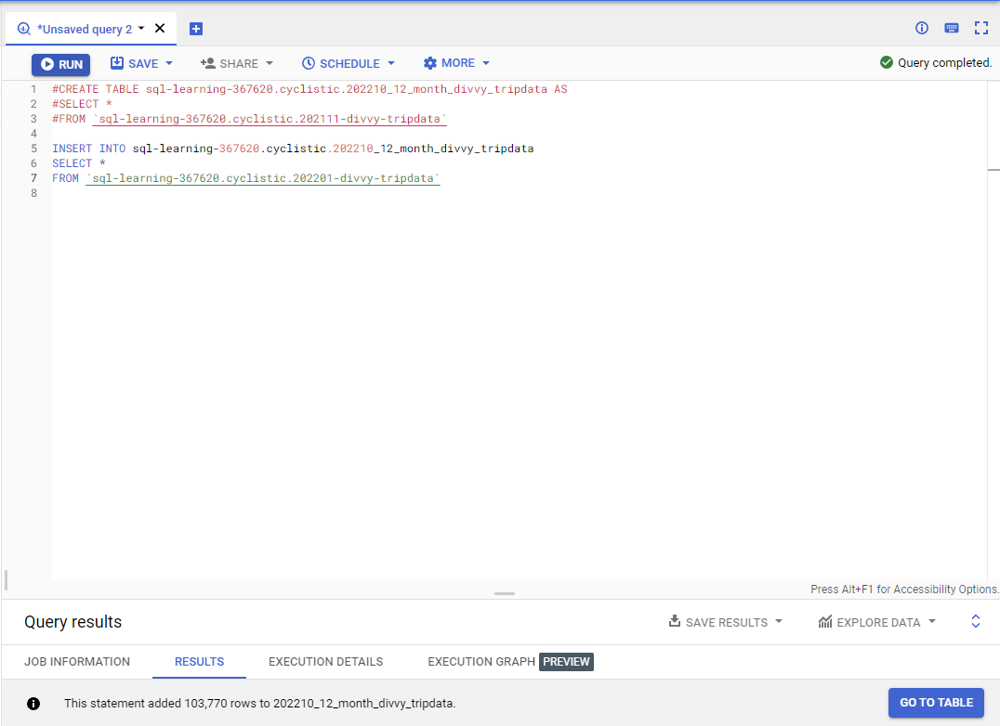 *Unsaved query 2
RUN SAVE SHARE SCHEDULE MORE Query completed.
1 #CREATE TABLE sql-learning-367620.cyclistic.202210_12_month_divvy_tripdata AS
2 #SELECT *
3 #FROM `sql-learning-367620.cyclistic.202111-divvy-tripdata`
4
5 INSERT INTO sql-learning-367620.cyclistic.202210_12_month_divvy_tripdata
6 SELECT *
7 FROM `sql-learning-367620.cyclistic.202201-divvy-tripdata`
8
Press Alt+F1 for Accessibility Options.
Query results SAVE RESULTS EXPLORE DATA
JOB INFORMATION RESULTS EXECUTION DETAILS EXECUTION GRAPH PREVIEW
This statement added 103,770 rows to 202210_12_month_divvy_tripdata. GO TO TABLE